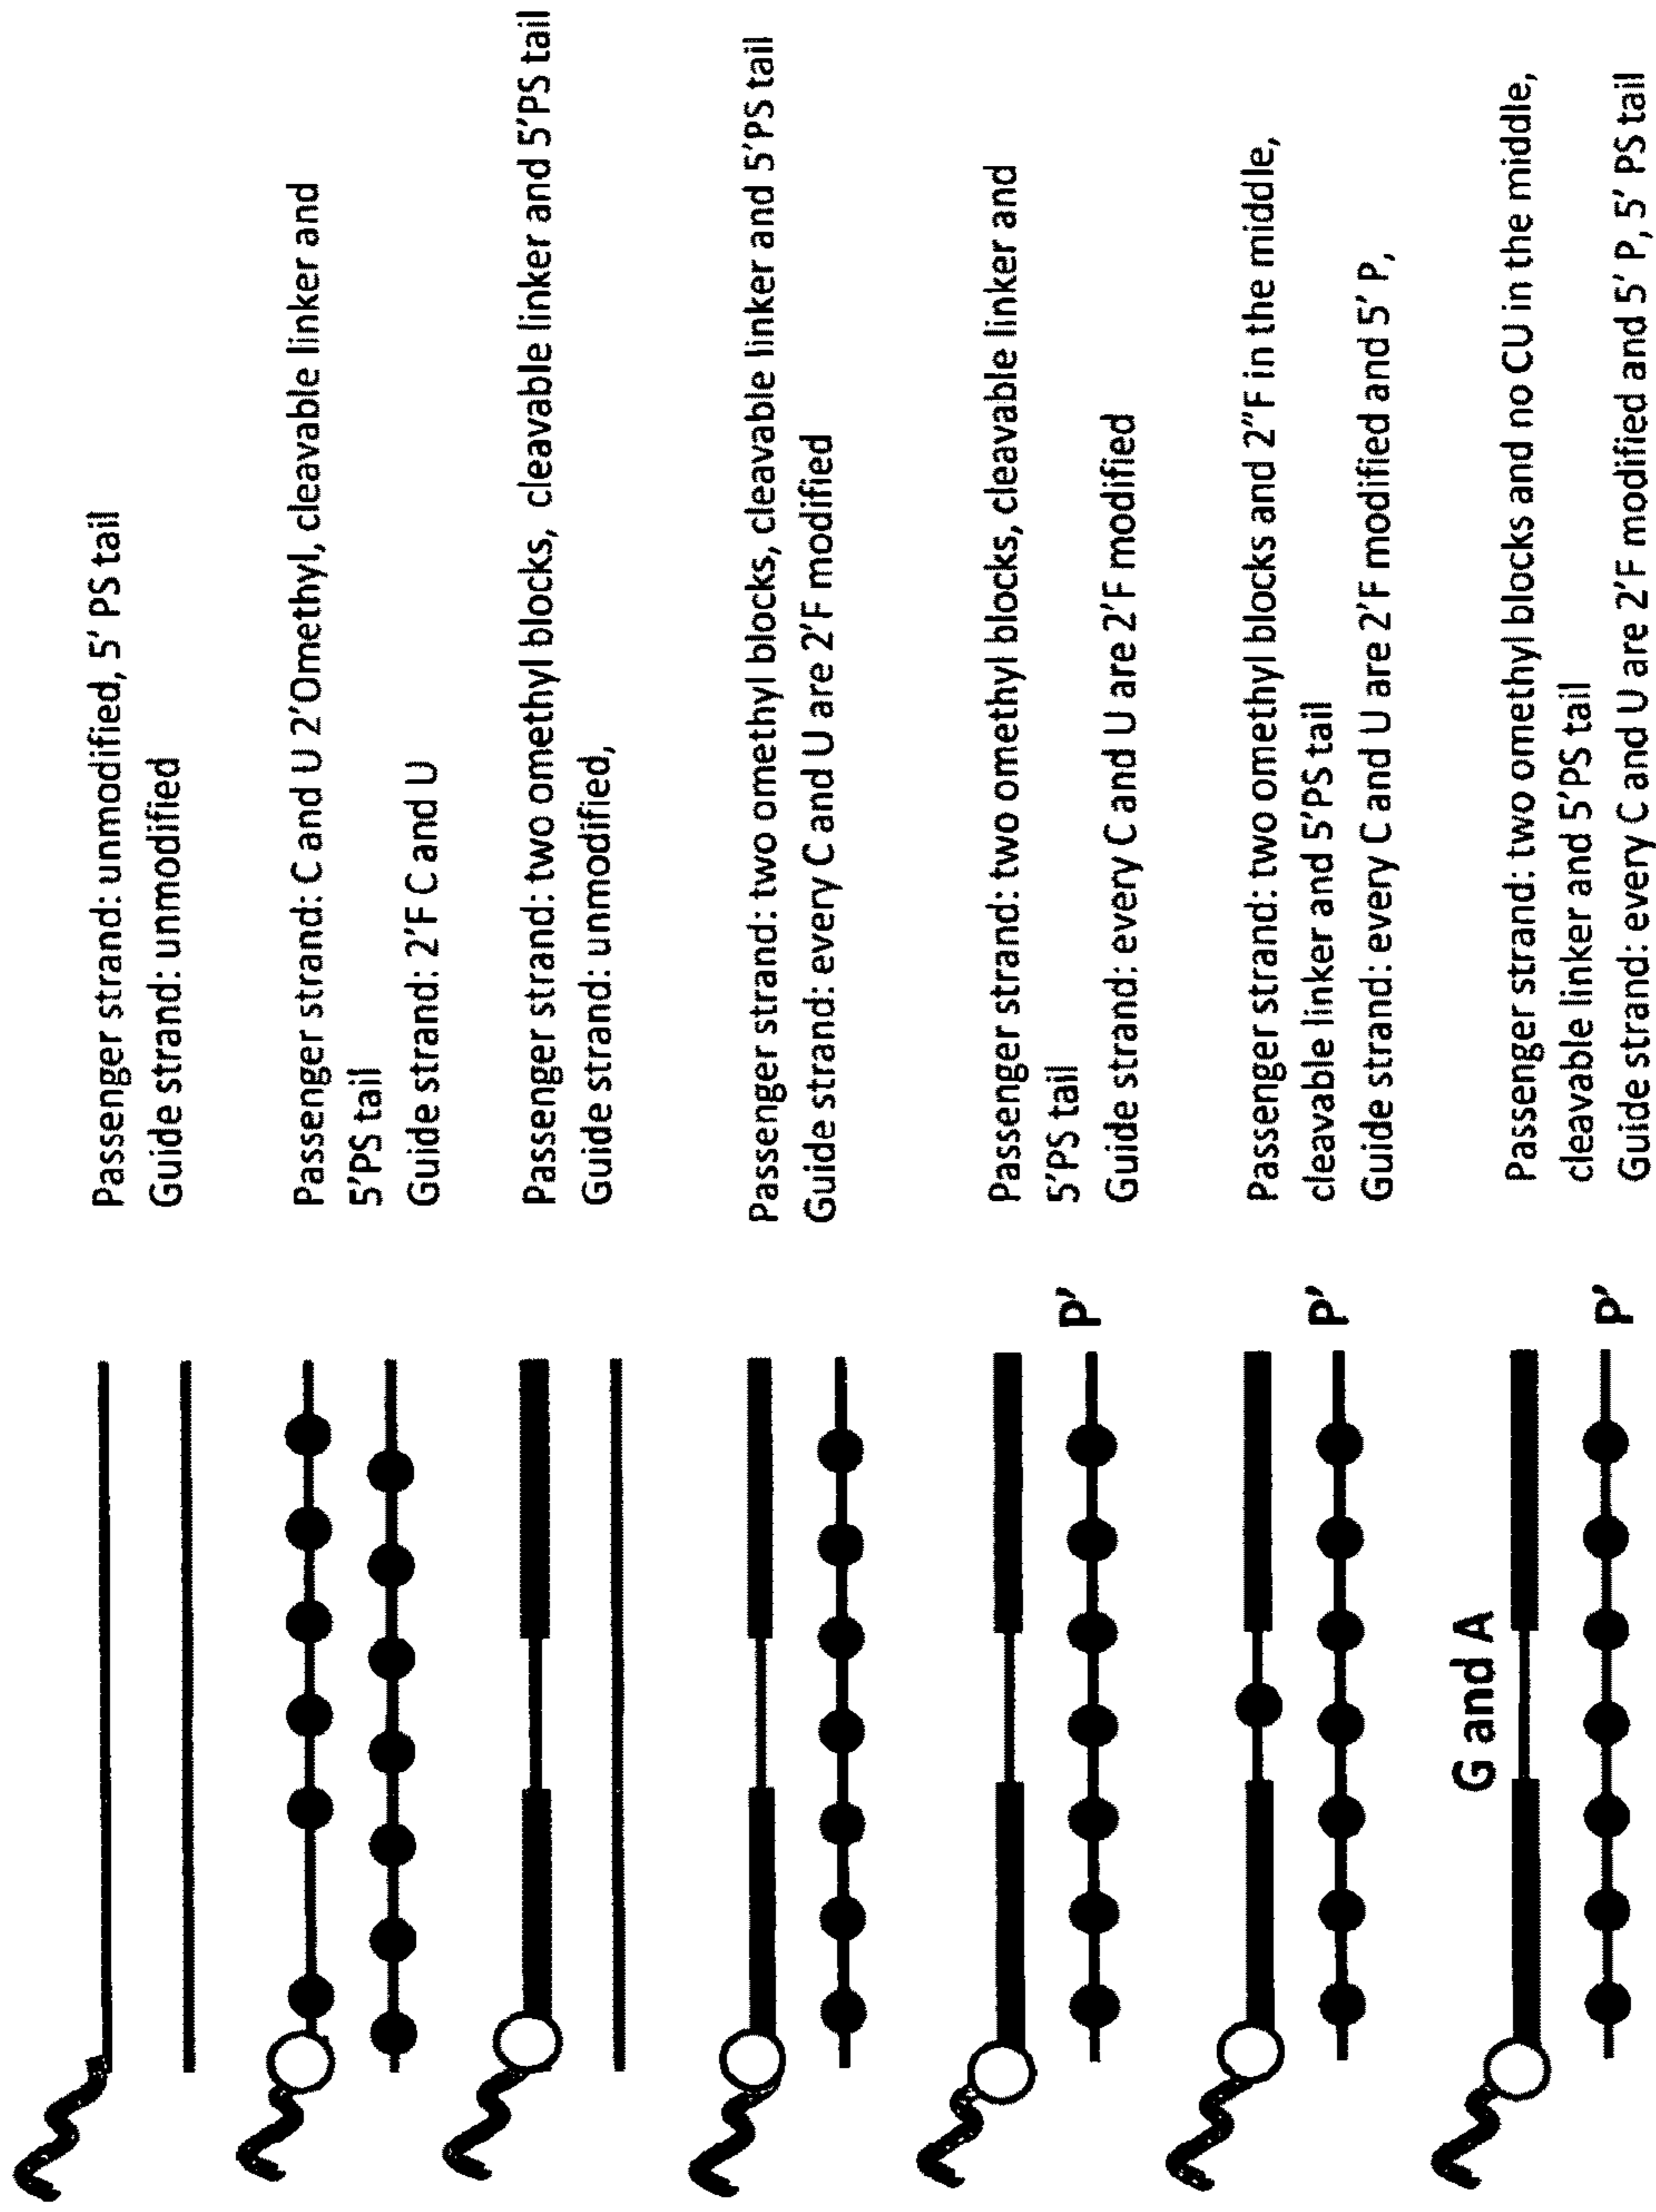 Passenger strand: unmodified, 5' PS tail
Guide strand: unmodified
Passenger strand: C and U 2'Omethyl, cleavable linker and
5'PS tail
Guide strand: 2'F C and U
Passenger strand: two omethyl blocks, cleavable linker and 5'PS tail
Guide strand: unmodified,
Passenger strand: two omethyl blocks, cleavable linker and 5'PS tail
Guide strand: every C and U are 2'F modified
P'
Passenger strand: two omethyl blocks, cleavable linker and
5'PS tail
Guide strand: every C and U are 2'F modified
P'
Passenger strand: two omethyl blocks and 2"F in the middle,
cleavable linker and 5'PS tail
Guide strand: every C and U are 2'F modified and 5' P,
G and A
P'
Passenger strand: two omethyl blocks and no CU in the middle,
cleavable linker and 5'PS tail
Guide strand: every C and U are 2'F modified and 5' P, 5' PS tail